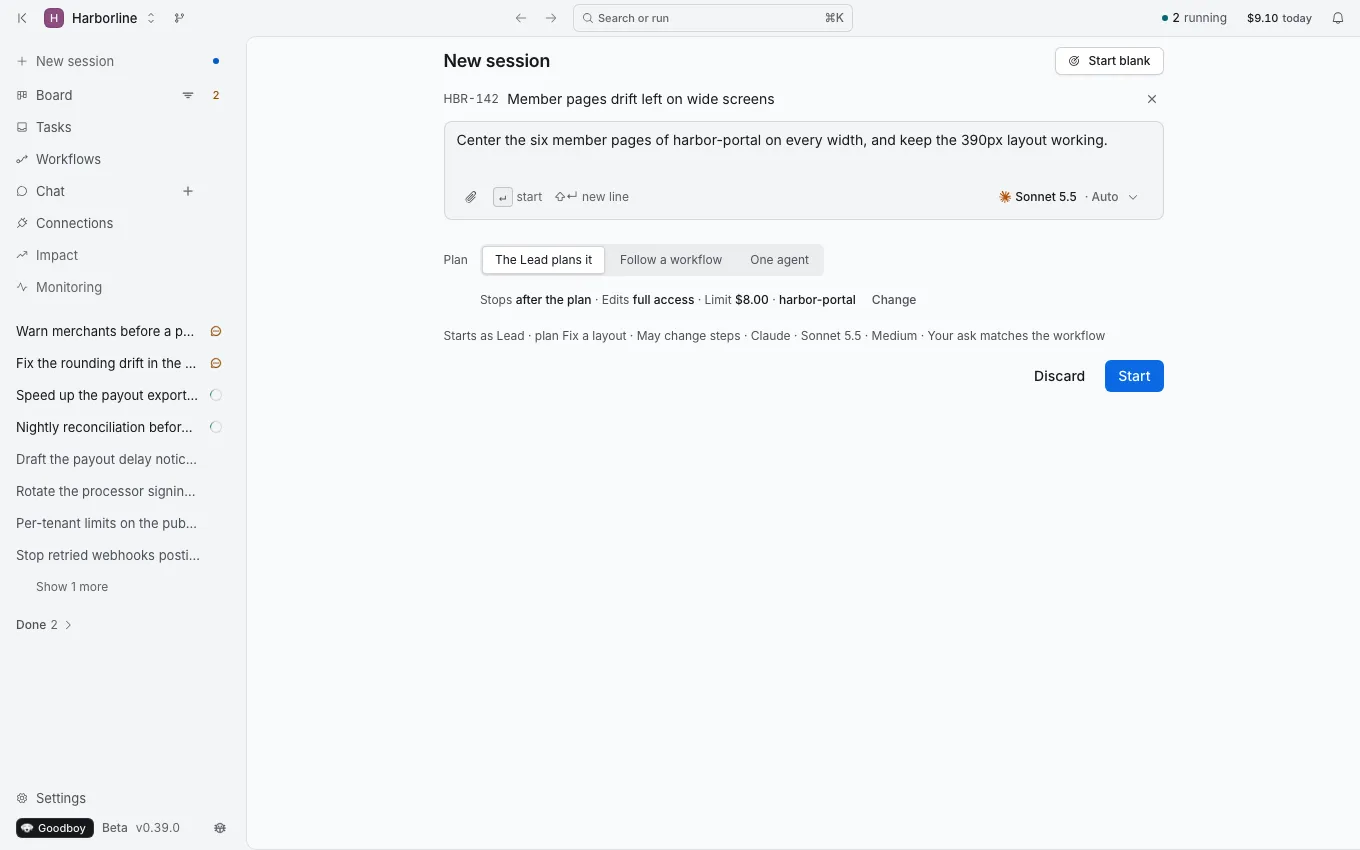 H Harborline
Search or run ⌘K
2 running $9.10 today
New session
Board 2
Tasks
Workflows
Chat
Connections
Impact
Monitoring
Warn merchants before a p...
Fix the rounding drift in the ...
Speed up the payout export...
Nightly reconciliation befor...
Draft the payout delay notic...
Rotate the processor signin...
Per-tenant limits on the pub...
Stop retried webhooks posti...
Show 1 more
Done 2
Settings
Goodboy Beta v0.39.0
New session
Start blank
HBR-142 Member pages drift left on wide screens
Center the six member pages of harbor-portal on every width, and keep the 390px layout working.
↵ start ⇧↵ new line Sonnet 5.5 · Auto
Plan The Lead plans it Follow a workflow One agent
Stops after the plan · Edits full access · Limit $8.00 · harbor-portal Change
Starts as Lead · plan Fix a layout · May change steps · Claude · Sonnet 5.5 · Medium · Your ask matches the workflow
Discard Start